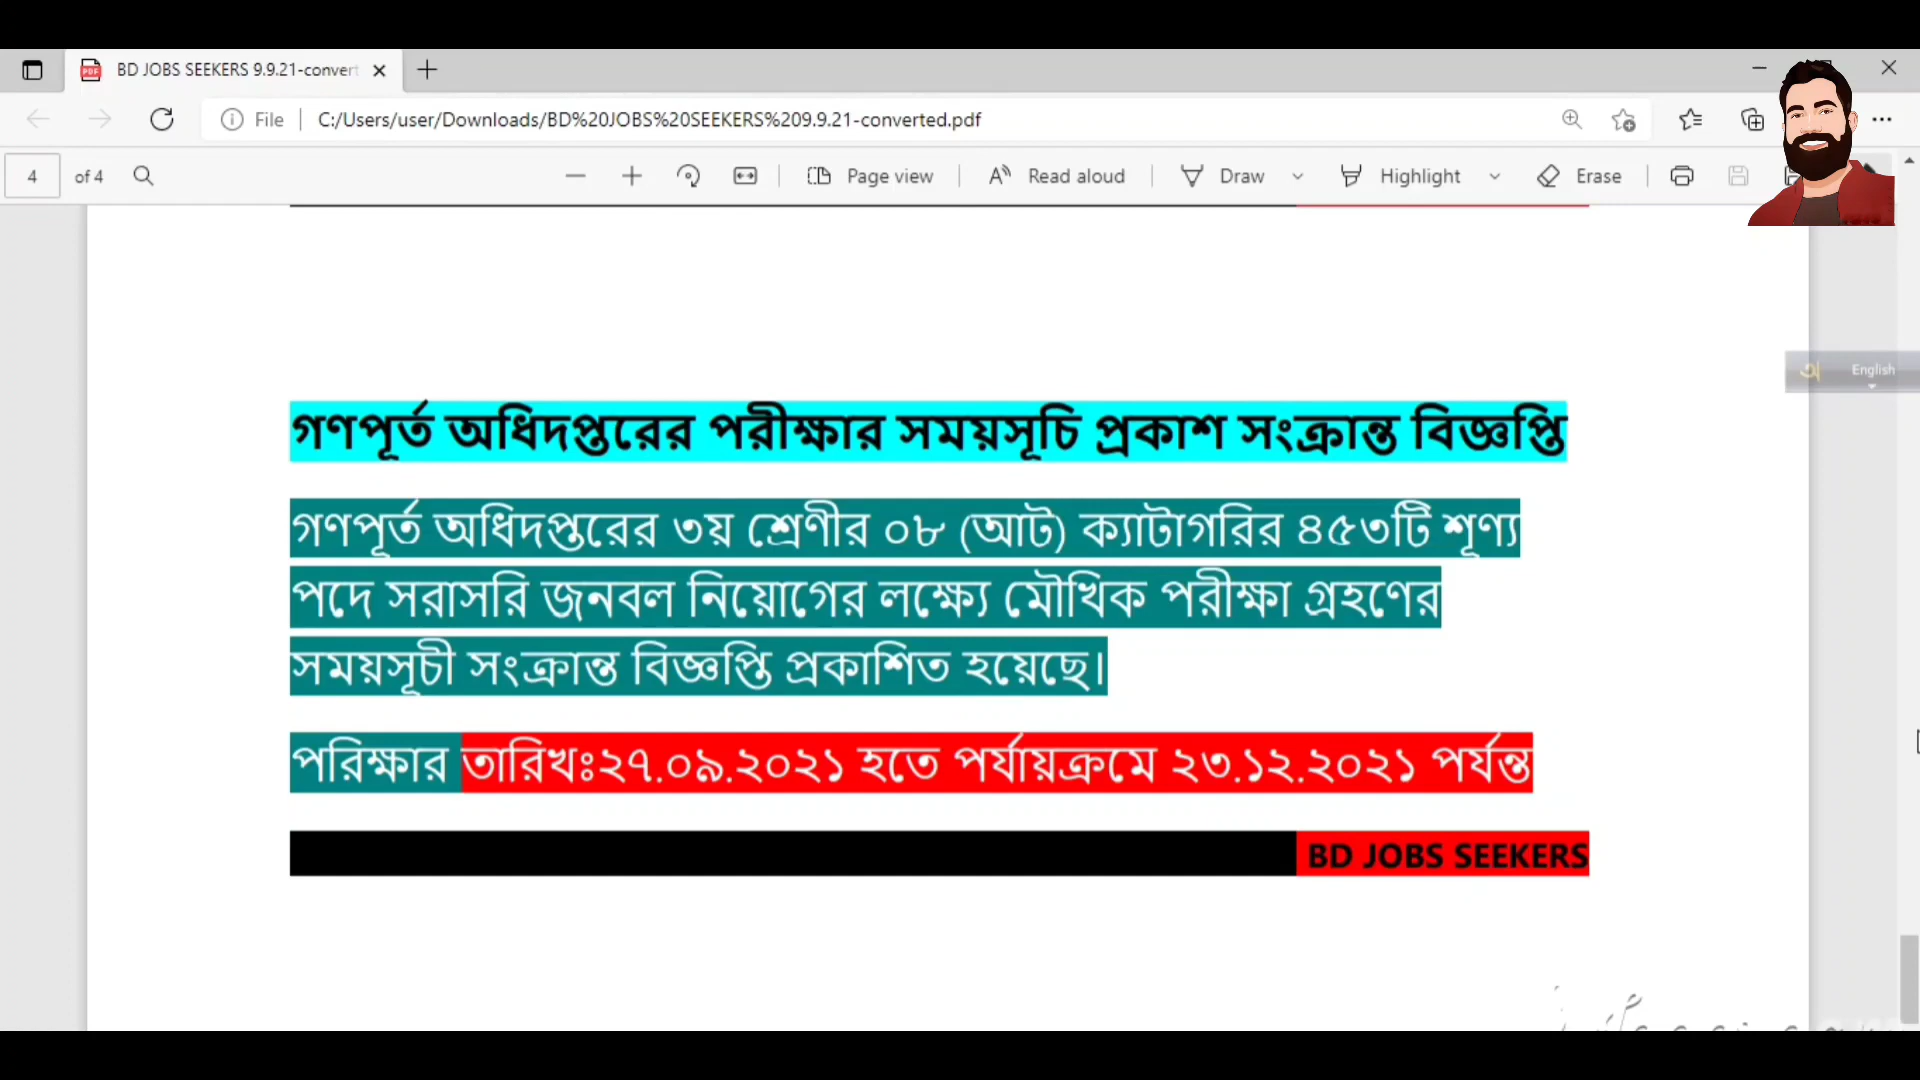 BD JOBS SEEKERS 9.9.21-convert
File
C:/Users/user/Downloads/BD%20JOBS%20SEEKERS%209.9.21-converted.pdf
4 of 4
Page view
Read aloud
Draw
Highlight
Erase
English
গণপূর্ত অধিদপ্তরের পরীক্ষার সময়সূচি প্রকাশ সংক্রান্ত বিজ্ঞপ্তি
গণপূর্ত অধিদপ্তরের ৩য় শ্রেণীর ০৮ (আট) ক্যাটাগরির ৪৫৩টি শূণ্য
পদে সরাসরি জনবল নিয়োগের লক্ষ্যে মৌখিক পরীক্ষা গ্রহণের
সময়সূচী সংক্রান্ত বিজ্ঞপ্তি প্রকাশিত হয়েছে।
পরিক্ষার তারিখঃ২৭.০৯.২০২১ হতে পর্যায়ক্রমে ২৩.১২.২০২১ পর্যন্ত
BD JOBS SEEKERS